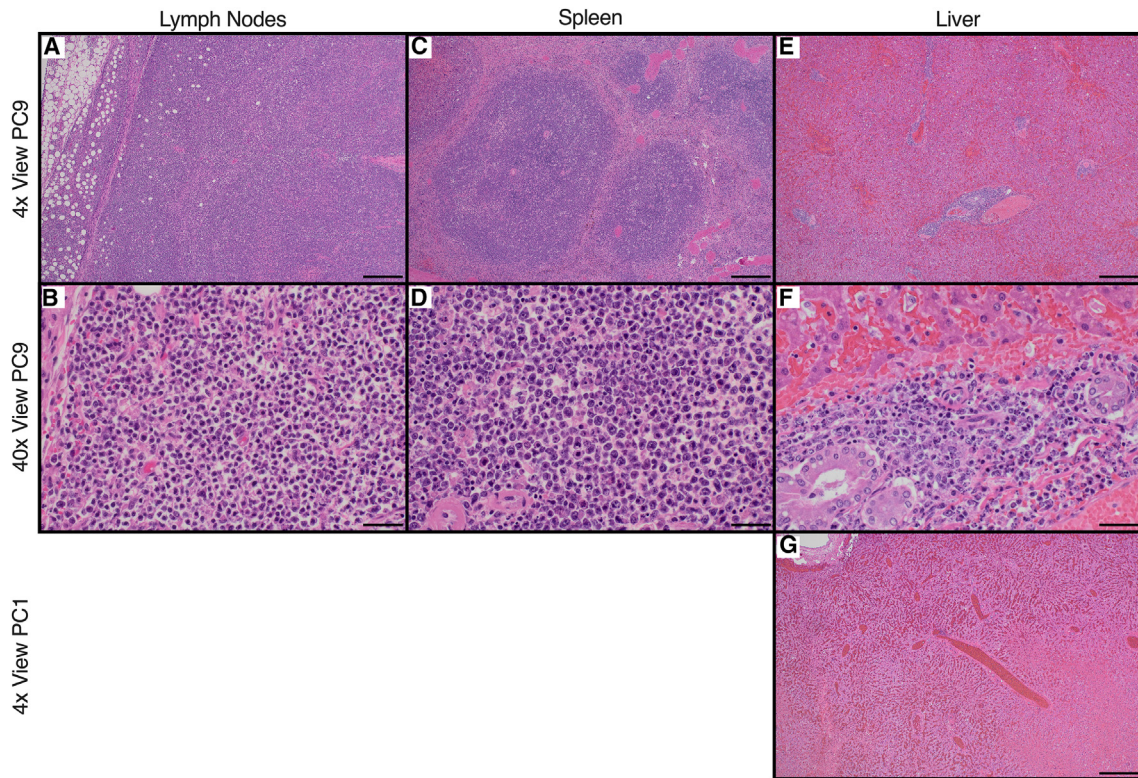 Lymph Nodes
Spleen
Liver
4x View PC9
A
C
E
40x View PC9
B
D
F
4x View PC1
G